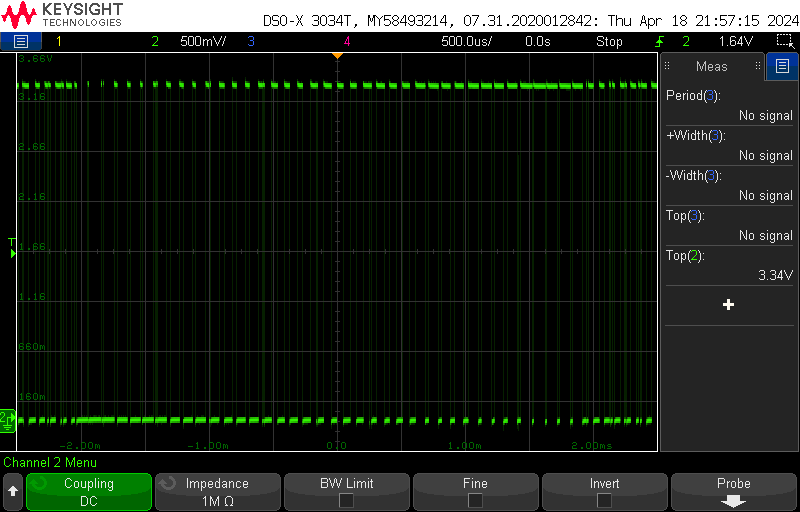 KEYSIGHT
TECHNOLOGIES
DSO-X 3034T, MY58493214, 07.31.2020012842: Thu Apr 18 21:57:15 2024
1 2 500mV/ 3 4 500.0us/ 0.0s Stop 2 1.64V
3.66V
3.16
2.66
2.16
T
1.66
1.16
660m
160m
2
-2.00m -1.00m 0.0 1.00m 2.00ms
Meas
Period(3):
No signal
+Width(3):
No signal
-Width(3):
No signal
Top(3):
No signal
Top(2):
3.34V
Channel 2 Menu
Coupling
DC
Impedance
1M Ω
BW Limit
Fine
Invert
Probe